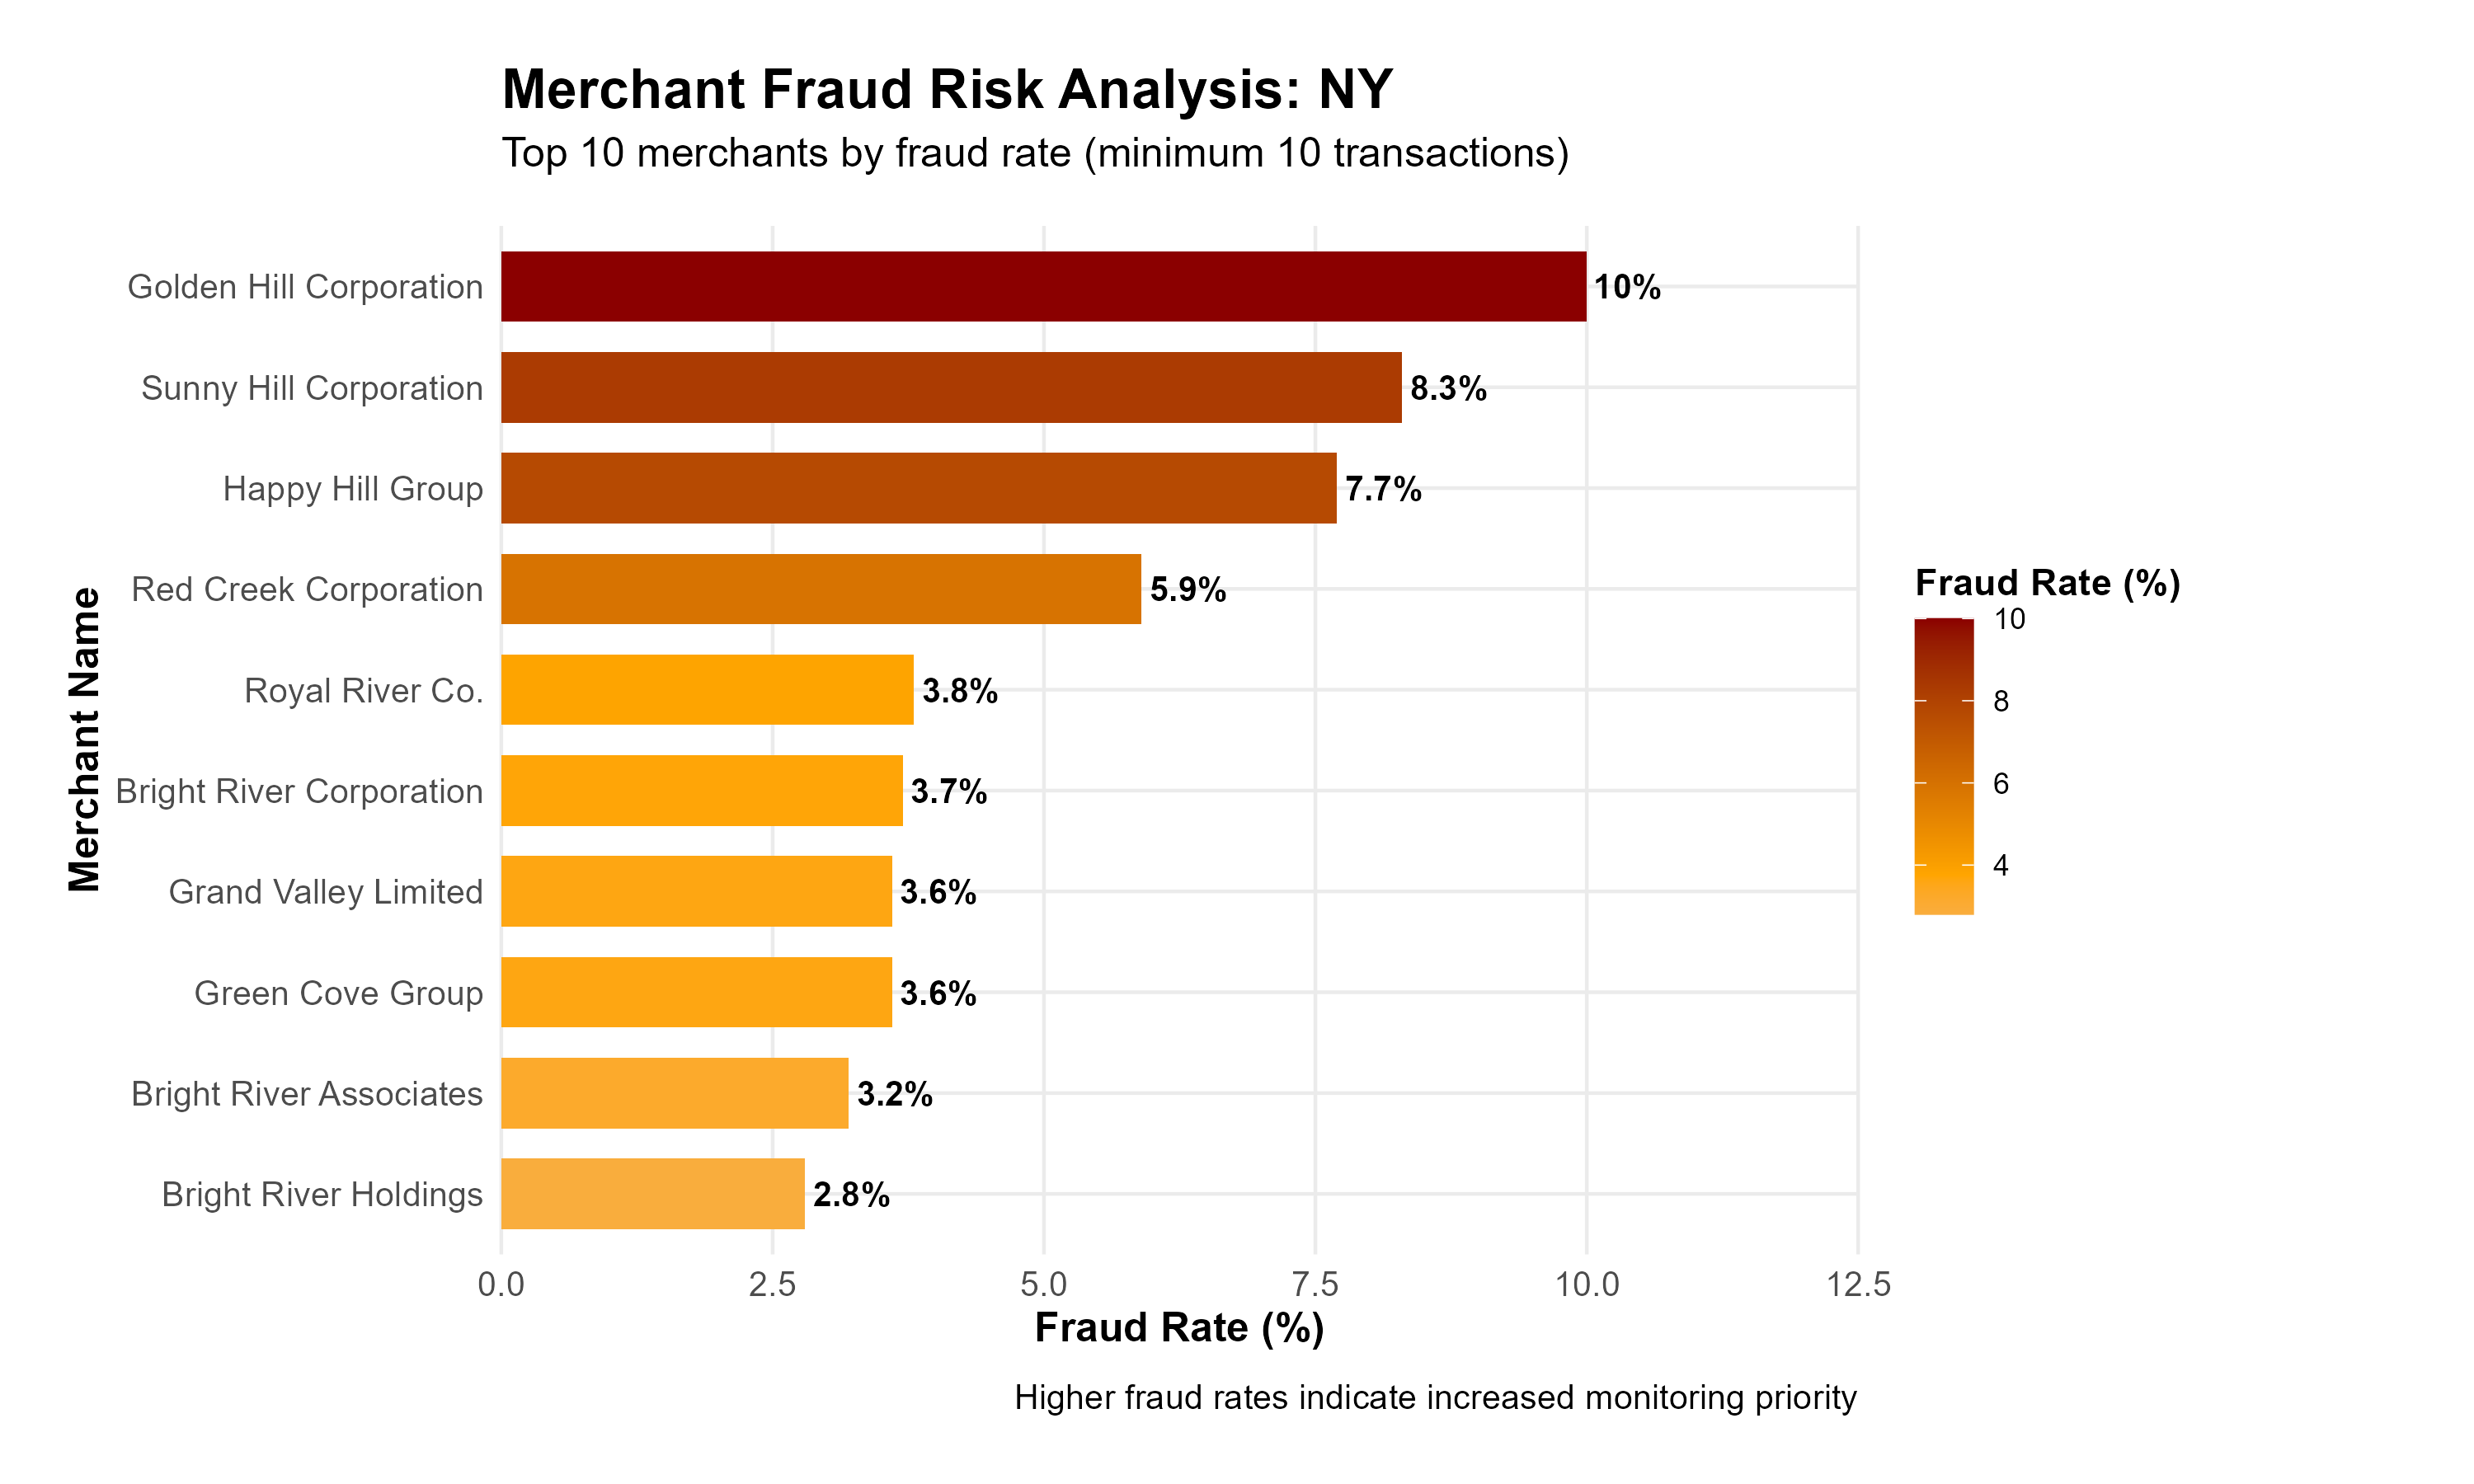 Merchant Fraud Risk Analysis: NY
Top 10 merchants by fraud rate (minimum 10 transactions)
Merchant Name
Golden Hill Corporation
10%
Sunny Hill Corporation
8.3%
Happy Hill Group
7.7%
Red Creek Corporation
5.9%
Royal River Co.
3.8%
Bright River Corporation
3.7%
Grand Valley Limited
3.6%
Green Cove Group
3.6%
Bright River Associates
3.2%
Bright River Holdings
2.8%
0.0 2.5 5.0 7.5 10.0 12.5
Fraud Rate (%)
Higher fraud rates indicate increased monitoring priority
Fraud Rate (%)
10
8
6
4